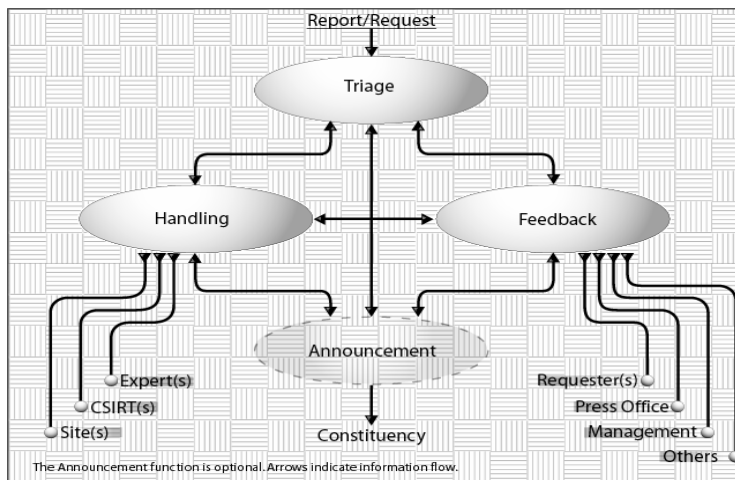 Report/Request
Triage
Handling
Feedback
Announcement
Expert(s)
Requester(s)
CSIRT(s)
Press Office
Site(s)
Constituency
Management
Others
The Announcement function is optional. Arrows indicate information flow.